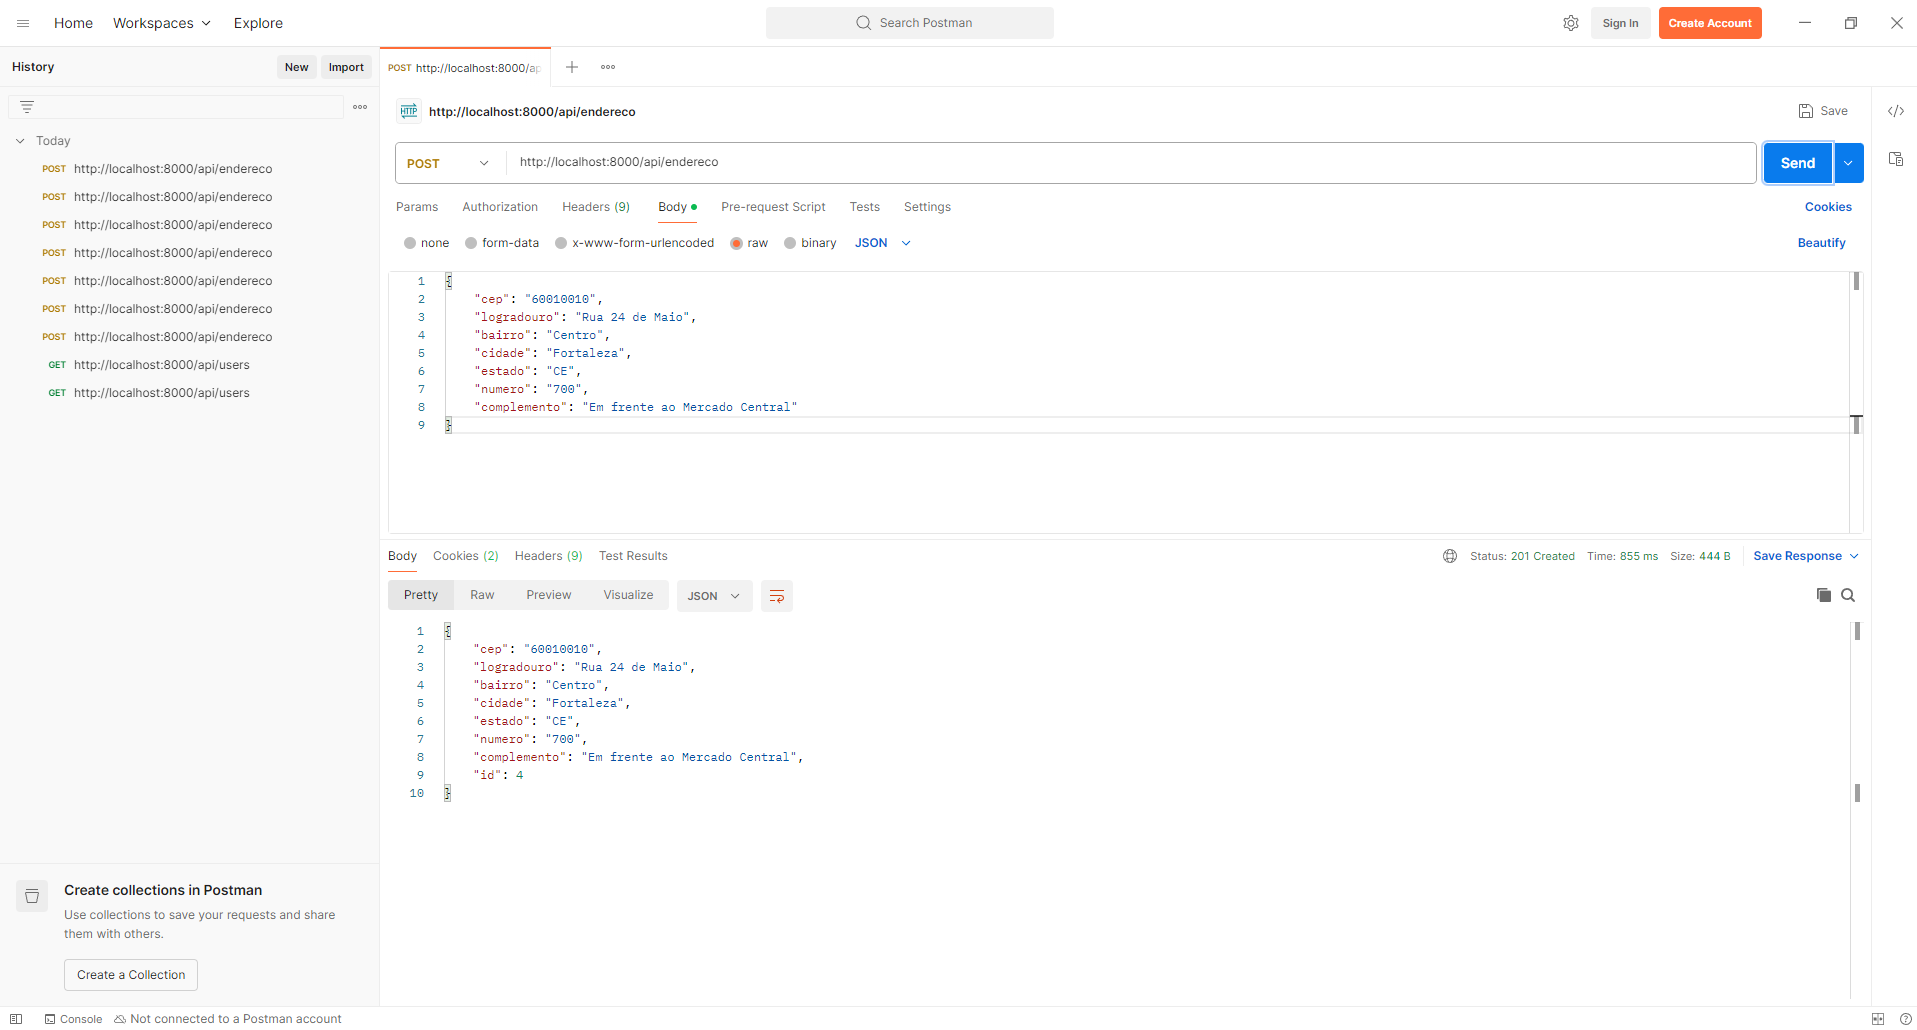 Home Workspaces Explore Search Postman Sign In Create Account
History New Import POST http://localhost:8000/ap
http://localhost:8000/api/endereco Save
Today
POST http://localhost:8000/api/endereco
POST http://localhost:8000/api/endereco
POST http://localhost:8000/api/endereco
POST http://localhost:8000/api/endereco
POST http://localhost:8000/api/endereco
POST http://localhost:8000/api/endereco
POST http://localhost:8000/api/endereco
GET http://localhost:8000/api/users
GET http://localhost:8000/api/users
POST http://localhost:8000/api/endereco Send
Params Authorization Headers (9) Body Pre-request Script Tests Settings Cookies
none form-data x-www-form-urlencoded raw binary JSON Beautify
1 {
2 "cep": "60010010",
3 "logradouro": "Rua 24 de Maio",
4 "bairro": "Centro",
5 "cidade": "Fortaleza",
6 "estado": "CE",
7 "numero": "700",
8 "complemento": "Em frente ao Mercado Central"
9 }
Body Cookies (2) Headers (9) Test Results Status: 201 Created Time: 855 ms Size: 444 B Save Response
Pretty Raw Preview Visualize JSON
1 {
2 "cep": "60010010",
3 "logradouro": "Rua 24 de Maio",
4 "bairro": "Centro",
5 "cidade": "Fortaleza",
6 "estado": "CE",
7 "numero": "700",
8 "complemento": "Em frente ao Mercado Central",
9 "id": 4
10 }
Create collections in Postman
Use collections to save your requests and share
them with others.
Create a Collection
Console Not connected to a Postman account